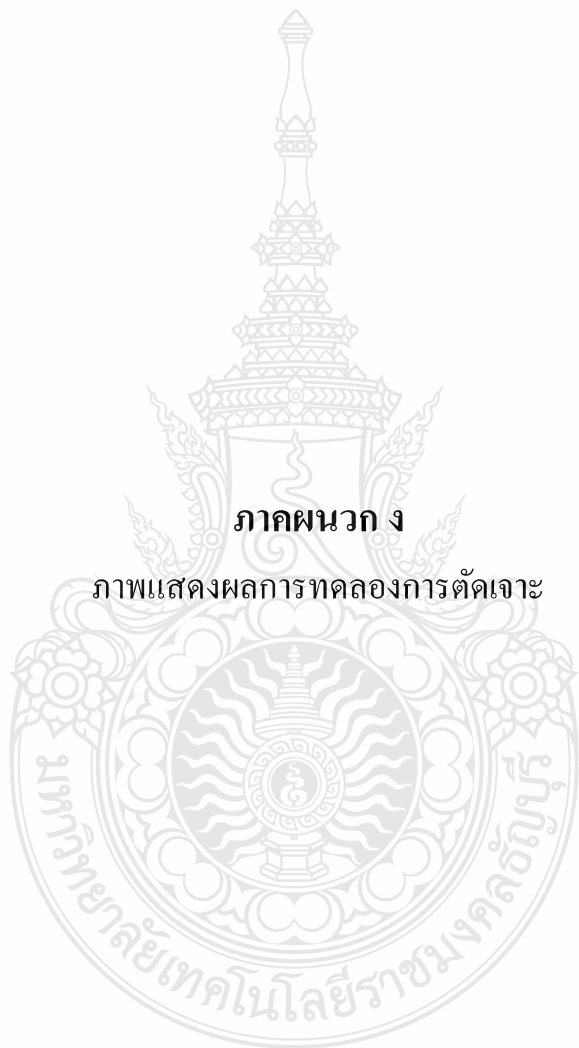 ภาคผนวก ง
ภาพแสดงผลการทดลองการตัดเจาะ
มหาวิทยาลัยเทคโนโลยีราชมงคลธัญบุรี